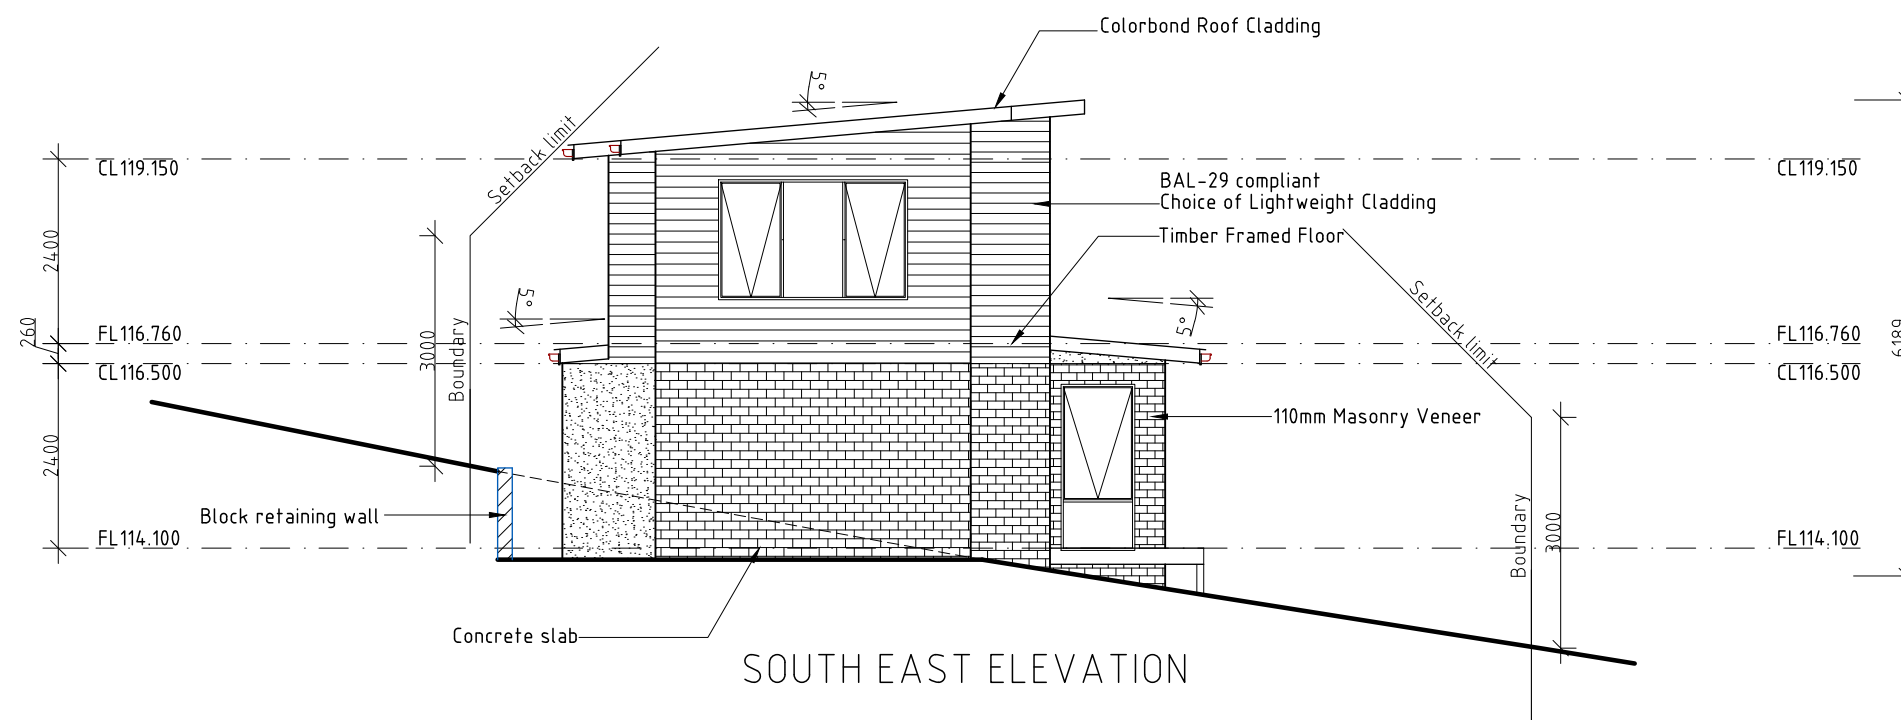 Colorbond Roof Cladding
5°
Setback limit
CL119.150
CL119.150
BAL-29 compliant
Choice of Lightweight Cladding
Timber Framed Floor
2400
260
FL116.760
CL116.500
5°
3000
Boundary
5°
Setback limit
FL116.760
CL116.500
6189
110mm Masonry Veneer
2400
Block retaining wall
FL114.100
Boundary
3000
FL114.100
Concrete slab
SOUTH EAST ELEVATION